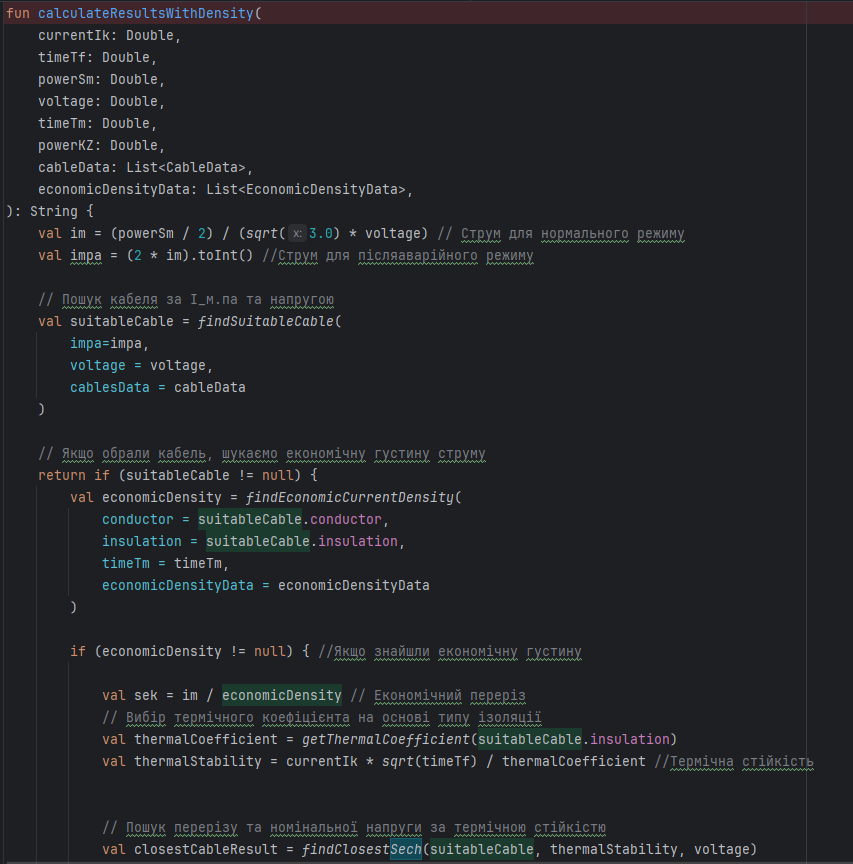 fun calculateResultsWithDensity(
currentIk: Double,
timeTf: Double,
powerSm: Double,
voltage: Double,
timeTm: Double,
powerKZ: Double,
cableData: List<CableData>,
economicDensityData: List<EconomicDensityData>,
): String {
val im = (powerSm / 2) / (sqrt( x: 3.0) * voltage) // Струм для нормального режиму
val impa = (2 * im).toInt() //Струм для післяаварійного режиму
// Пошук кабеля за І_м.па та напругою
val suitableCable = findSuitableCable(
impa=impa,
voltage = voltage,
cablesData = cableData
)
// Якщо обрали кабель, шукаємо економічну густину струму
return if (suitableCable != null) {
val economicDensity = findEconomicCurrentDensity(
conductor = suitableCable.conductor,
insulation = suitableCable.insulation,
timeTm = timeTm,
economicDensityData = economicDensityData
)
if (economicDensity != null) { //Якщо знайшли економічну густину
val sek = im / economicDensity // Економічний переріз
// Вибір термічного коефіцієнта на основі типу ізоляції
val thermalCoefficient = getThermalCoefficient(suitableCable.insulation)
val thermalStability = currentIk * sqrt(timeTf) / thermalCoefficient //Термічна стійкість
// Пошук перерізу та номінальної напруги за термічною стійкістю
val closestCableResult = findClosestSech(suitableCable, thermalStability, voltage)